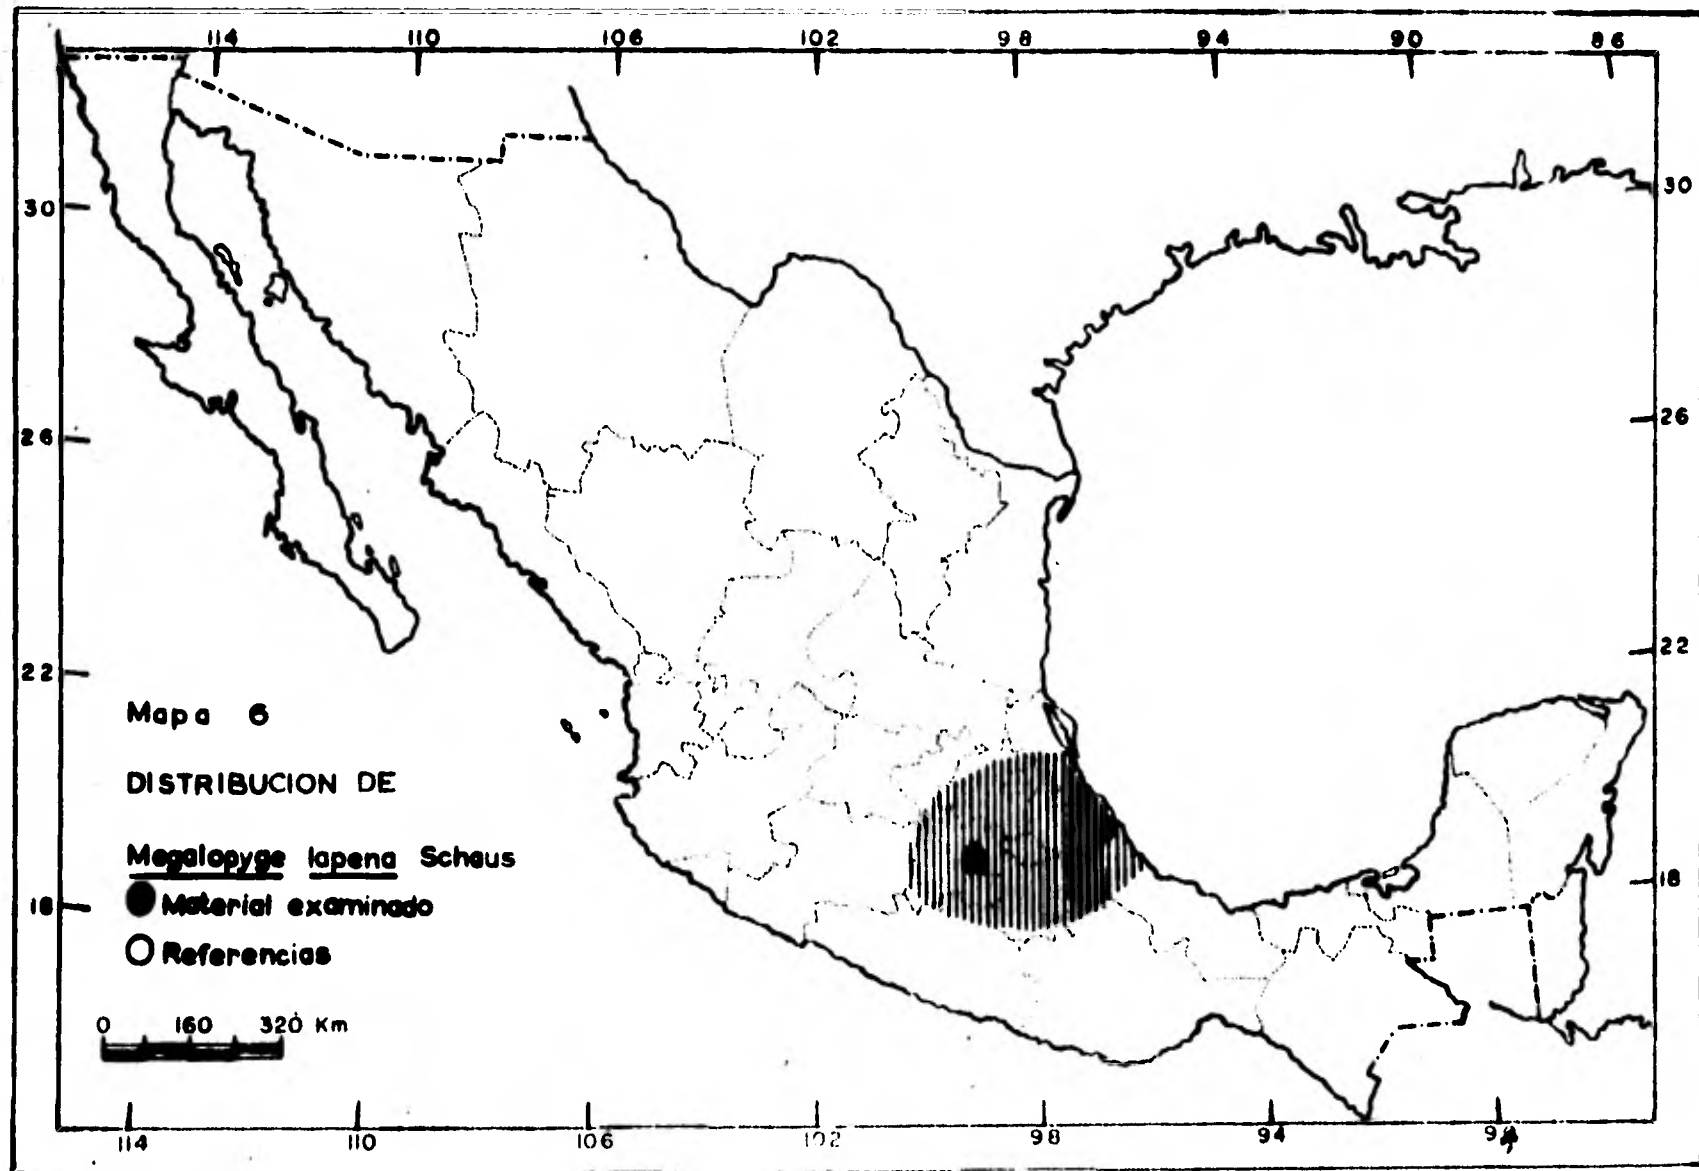 114 110 106 102 98 94 90 86
30 30
26 26
22 22
Mapa 6
DISTRIBUCION DE
Megalopyge lapena Schaus
18 18
Material examinado
Referencias
0 160 320 Km
114 110 106 102 98 94